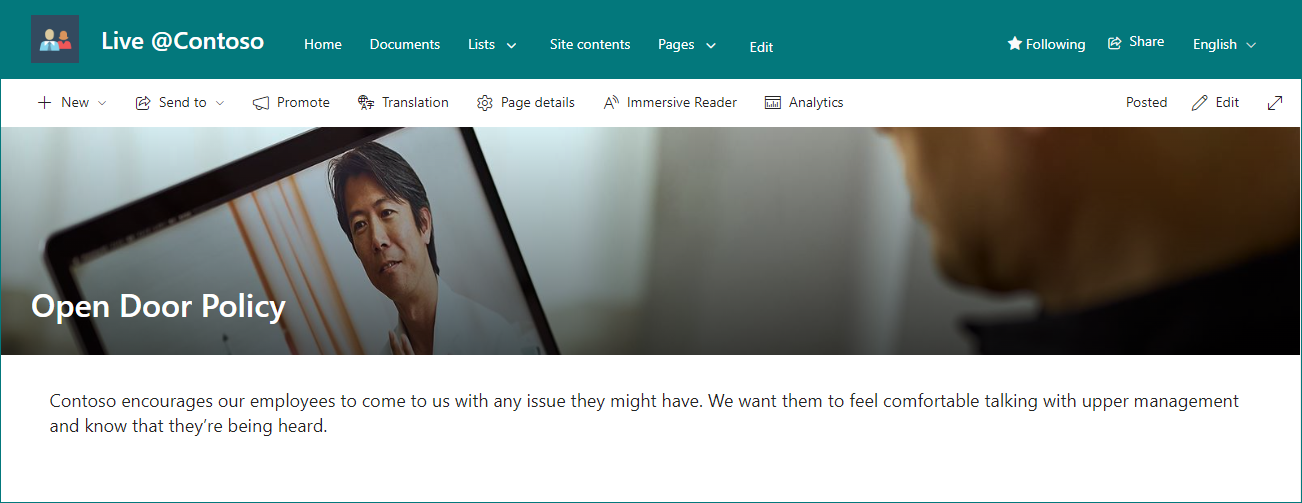 Live @Contoso Home Documents Lists Site contents Pages Edit Following Share English
New Send to Promote Translation Page details Immersive Reader Analytics Posted Edit
Open Door Policy
Contoso encourages our employees to come to us with any issue they might have. We want them to feel comfortable talking with upper management
and know that they’re being heard.